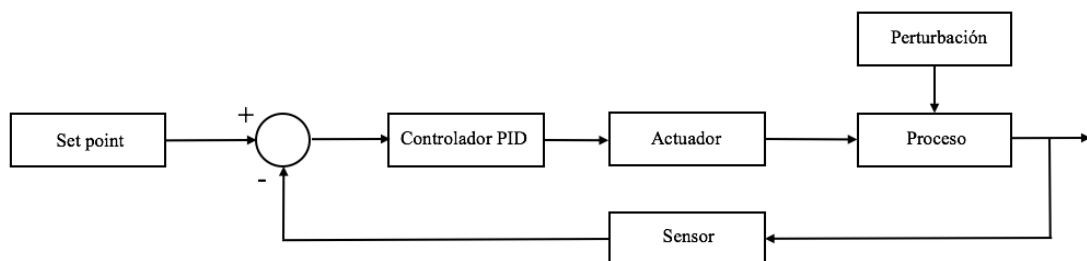 Perturbación
+
Set point
Controlador PID
Actuador
Proceso
-
Sensor